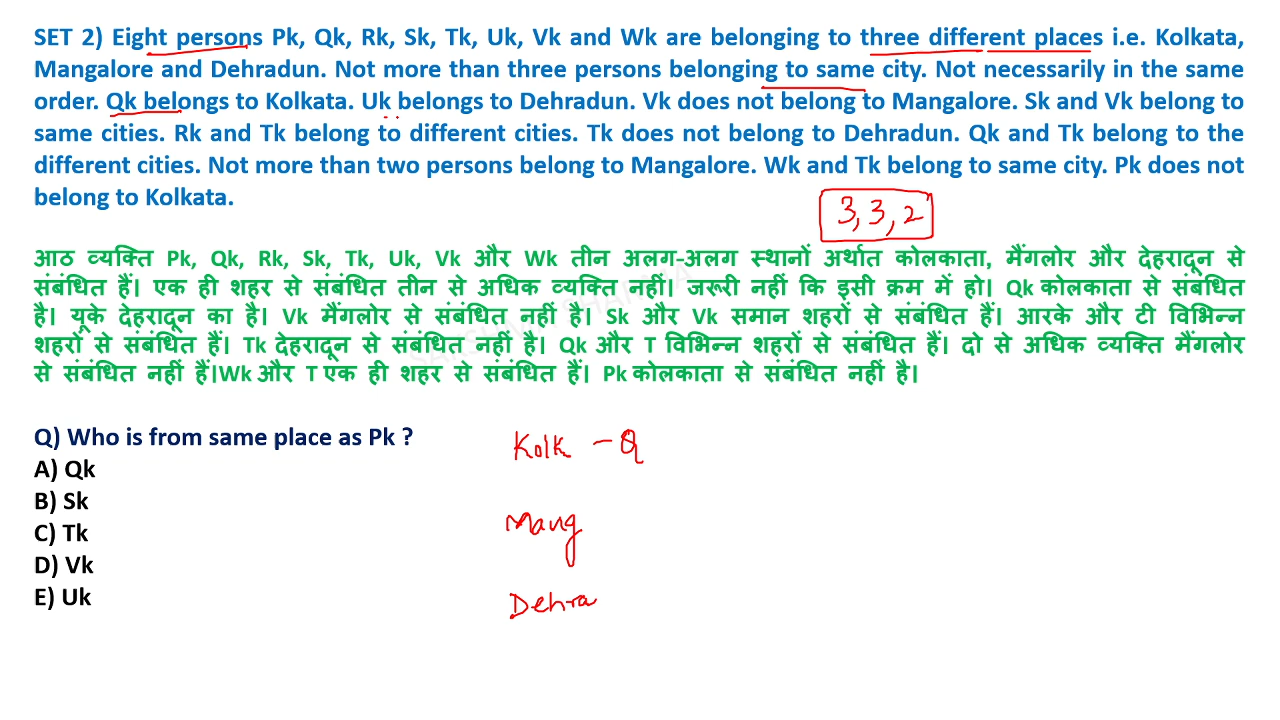 SET 2) Eight persons Pk, Qk, Rk, Sk, Tk, Uk, Vk and Wk are belonging to three different places i.e. Kolkata,
Mangalore and Dehradun. Not more than three persons belonging to same city. Not necessarily in the same
order. Qk belongs to Kolkata. Uk belongs to Dehradun. Vk does not belong to Mangalore. Sk and Vk belong to
same cities. Rk and Tk belong to different cities. Tk does not belong to Dehradun. Qk and Tk belong to the
different cities. Not more than two persons belong to Mangalore. Wk and Tk belong to same city. Pk does not
belong to Kolkata.
3, 3, 2
आठ व्यक्ति Pk, Qk, Rk, Sk, Tk, Uk, Vk और Wk तीन अलग-अलग स्थानों अर्थात कोलकाता, मैंगलोर और देहरादून से
संबंधित हैं। एक ही शहर से संबंधित तीन से अधिक व्यक्ति नहीं। जरूरी नहीं कि इसी क्रम में हो। Qk कोलकाता से संबंधित
है। यूके देहरादून का है। Vk मैंगलोर से संबंधित नहीं है। Sk और Vk समान शहरों से संबंधित हैं। आरके और टी विभिन्न
शहरों से संबंधित हैं। Tk देहरादून से संबंधित नहीं है। Qk और T विभिन्न शहरों से संबंधित हैं। दो से अधिक व्यक्ति मैंगलोर
से संबंधित नहीं हैं।Wk और T एक ही शहर से संबंधित हैं। Pk कोलकाता से संबंधित नहीं है।
Q) Who is from same place as Pk ?
A) Qk
B) Sk
C) Tk
D) Vk
E) Uk
Kolk – Q
Mang
Dehra